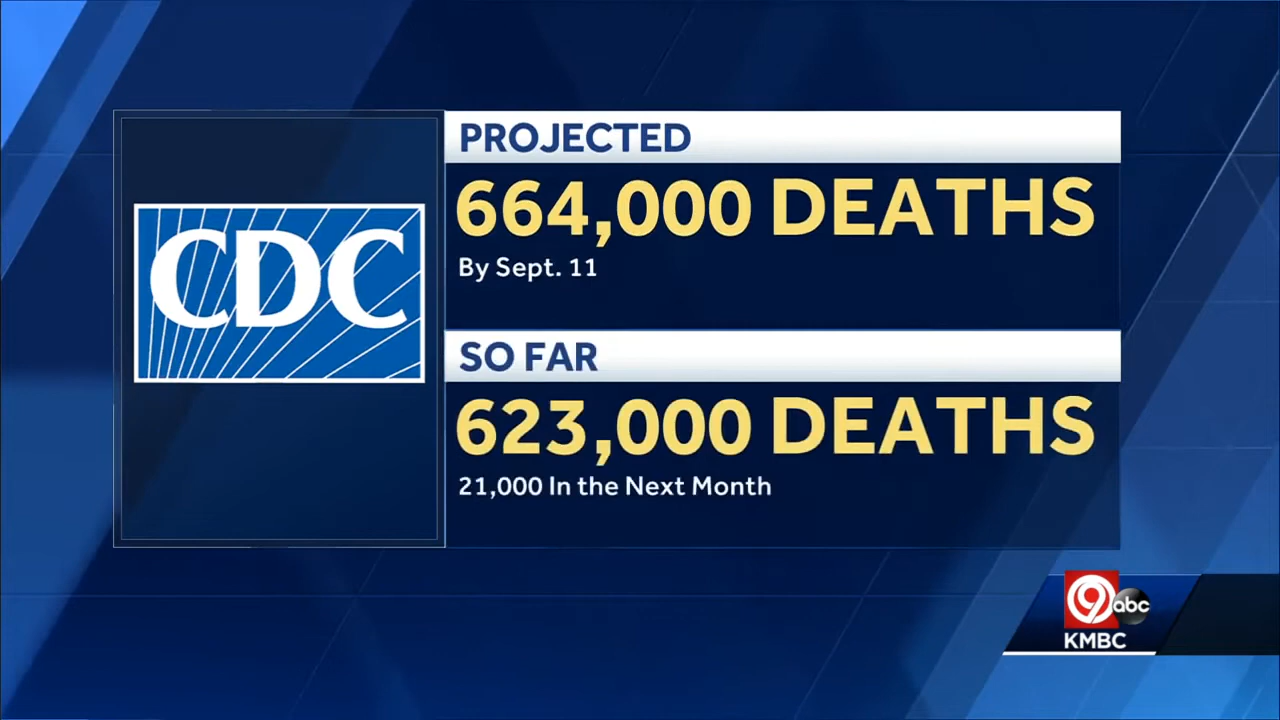 CDC
PROJECTED
664,000 DEATHS
By Sept. 11
SO FAR
623,000 DEATHS
21,000 In the Next Month
9 abc
KMBC